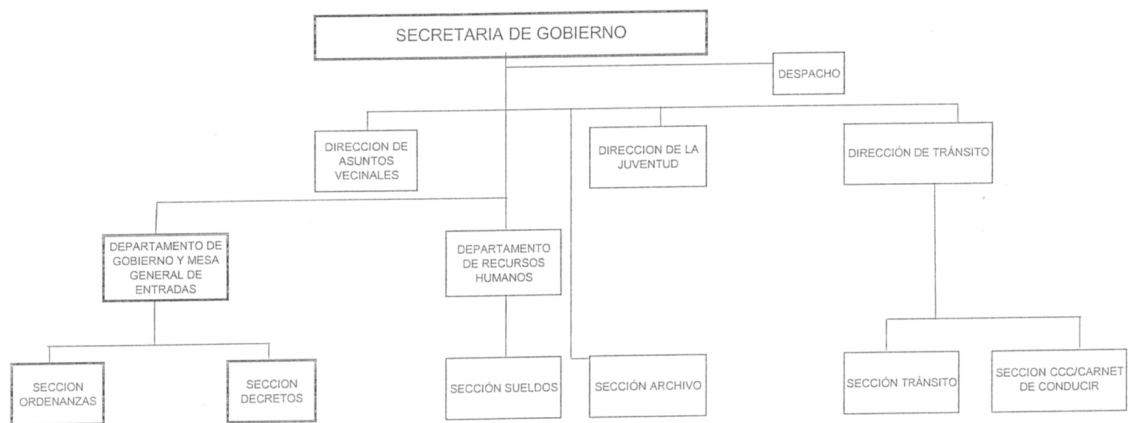 SECRETARIA DE GOBIERNO
DESPACHO
DIRECCION DE
ASUNTOS
VECINALES
DIRECCION DE LA
JUVENTUD
DIRECCIÓN DE TRÁNSITO
DEPARTAMENTO DE
GOBIERNO Y MESA
GENERAL DE
ENTRADAS
DEPARTAMENTO
DE RECURSOS
HUMANOS
SECCION
ORDENANZAS
SECCION
DECRETOS
SECCIÓN SUELDOS
SECCIÓN ARCHIVO
SECCIÓN TRÁNSITO
SECCION CCC/CARNET
DE CONDUCIR